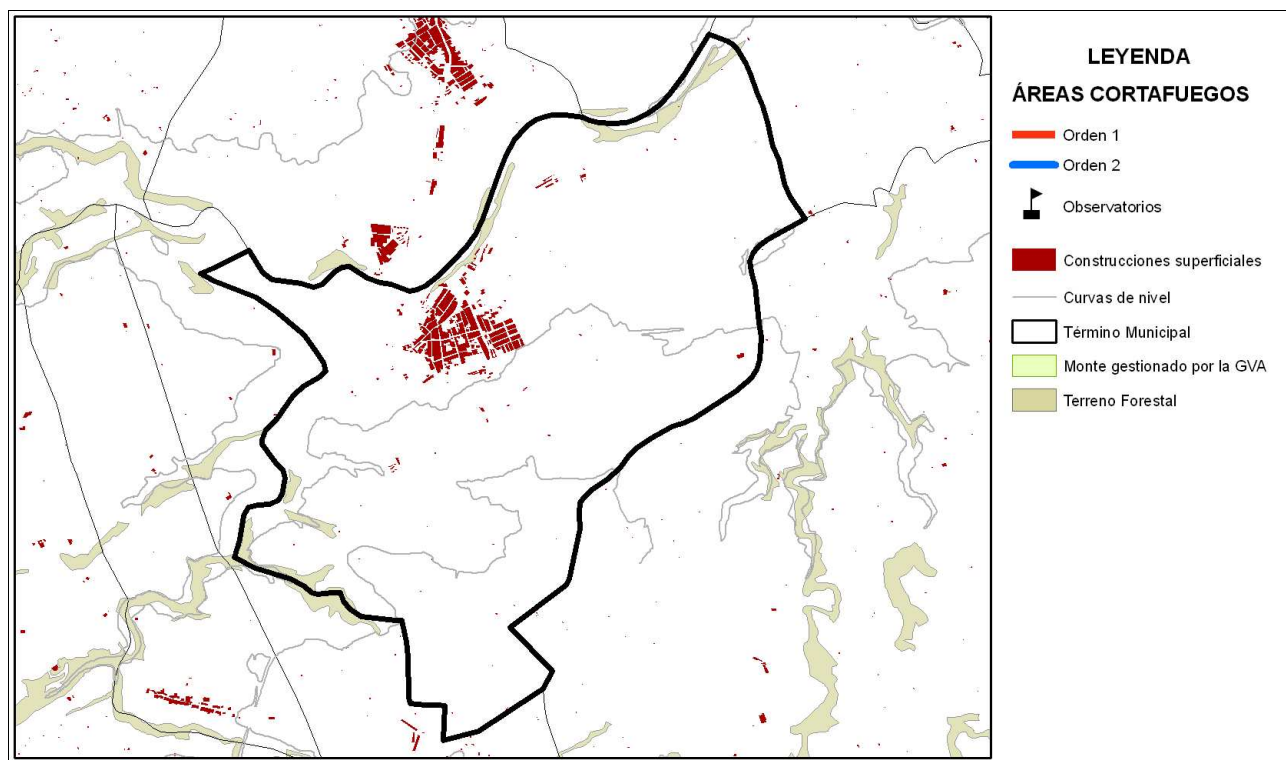 LEYENDA
ÁREAS CORTAFUEGOS
Orden 1
Orden 2
Observatorios
Construcciones superficiales
Curvas de nivel
Término Municipal
Monte gestionado por la GVA
Terreno Forestal